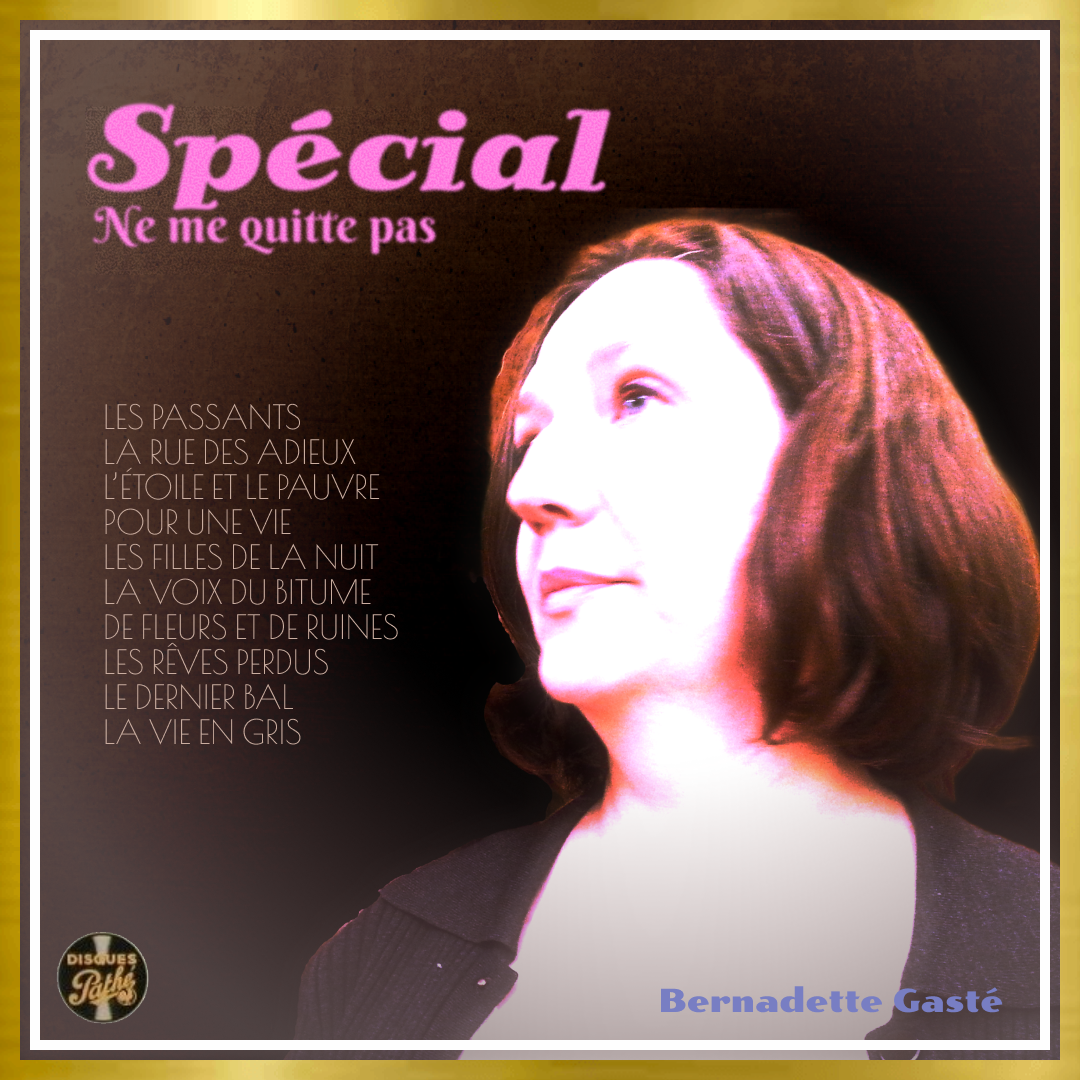 Spécial
Ne me quitte pas
LES PASSANTS
LA RUE DES ADIEUX
L'ÉTOILE ET LE PAUVRE
POUR UNE VIE
LES FILLES DE LA NUIT
LA VOIX DU BITUME
DE FLEURS ET DE RUINES
LES RÊVES PERDUS
LE DERNIER BAL
LA VIE EN GRIS
DISQUES
Pathé
Bernadette Gasté